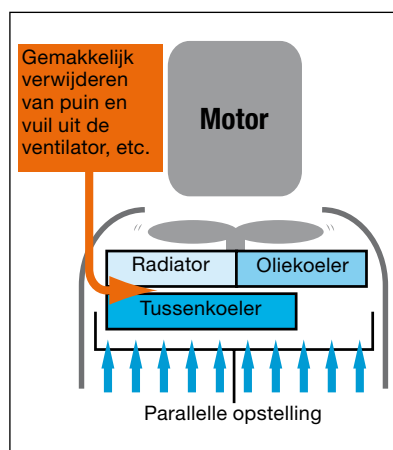 Gemakkelijk
verwijderen
van puin en
vuil uit de
ventilator, etc.
Motor
Radiator
Oliekoeler
Tussenkoeler
Parallelle opstelling